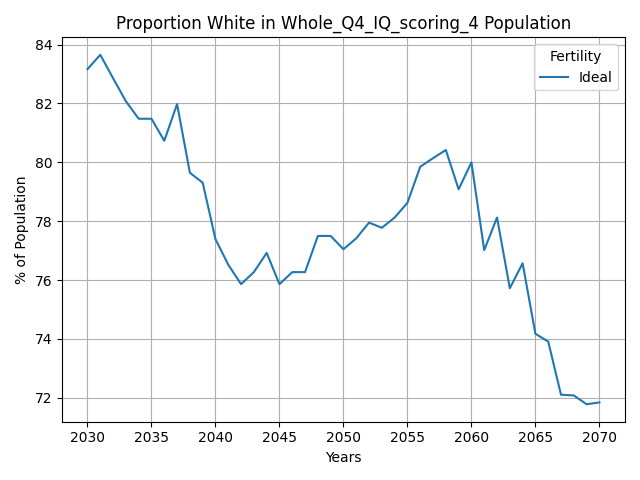 Proportion White in Whole_Q4_IQ_scoring_4 Population
Fertility
Ideal
% of Population
84
82
80
78
76
74
72
2030 2035 2040 2045 2050 2055 2060 2065 2070
Years